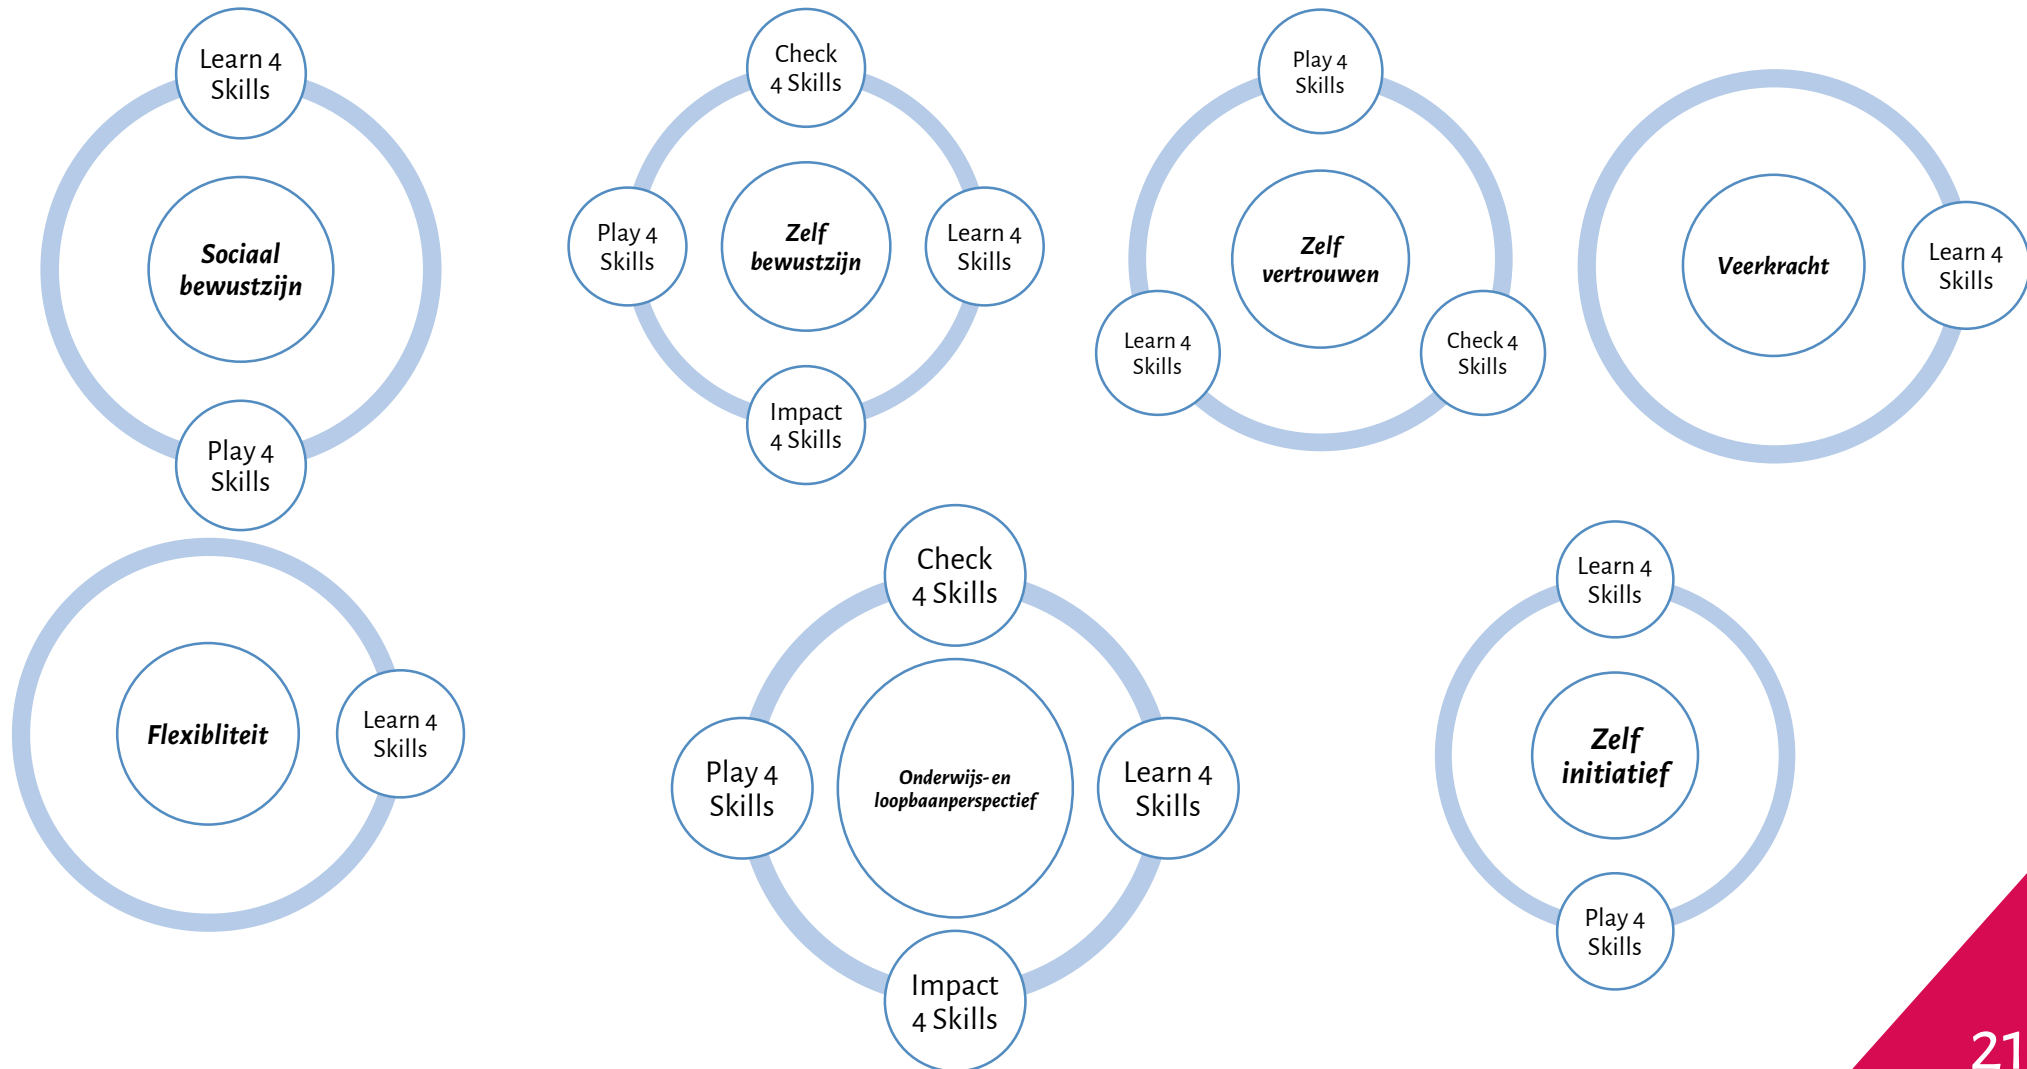 Learn 4
Skills
Sociaal
bewustzijn
Play 4
Skills
Check
4 Skills
Play 4
Skills
Zelf
bewustzijn
Learn 4
Skills
Impact
4 Skills
Play 4
Skills
Zelf
vertrouwen
Learn 4
Skills
Check 4
Skills
Veerkracht
Learn 4
Skills
Flexibliteit
Learn 4
Skills
Check
4 Skills
Play 4
Skills
Onderwijs- en
loopbaanperspectief
Learn 4
Skills
Impact
4 Skills
Learn 4
Skills
Zelf
initiatief
Play 4
Skills
21